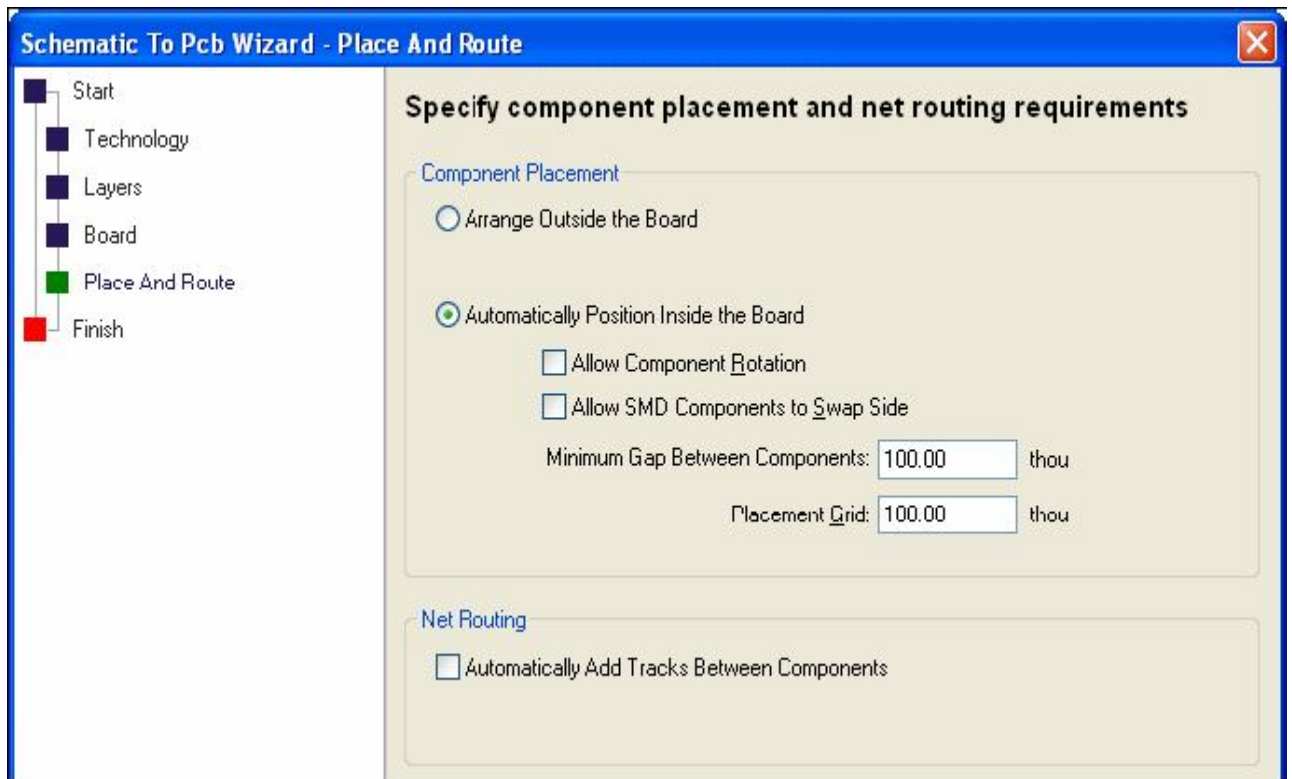 Schematic To Pcb Wizard - Place And Route
Start
Technology
Layers
Board
Place And Route
Finish
Specify component placement and net routing requirements
Component Placement
Arrange Outside the Board
Automatically Position Inside the Board
Allow Component Rotation
Allow SMD Components to Swap Side
Minimum Gap Between Components: 100.00 thou
Placement Grid: 100.00 thou
Net Routing
Automatically Add Tracks Between Components